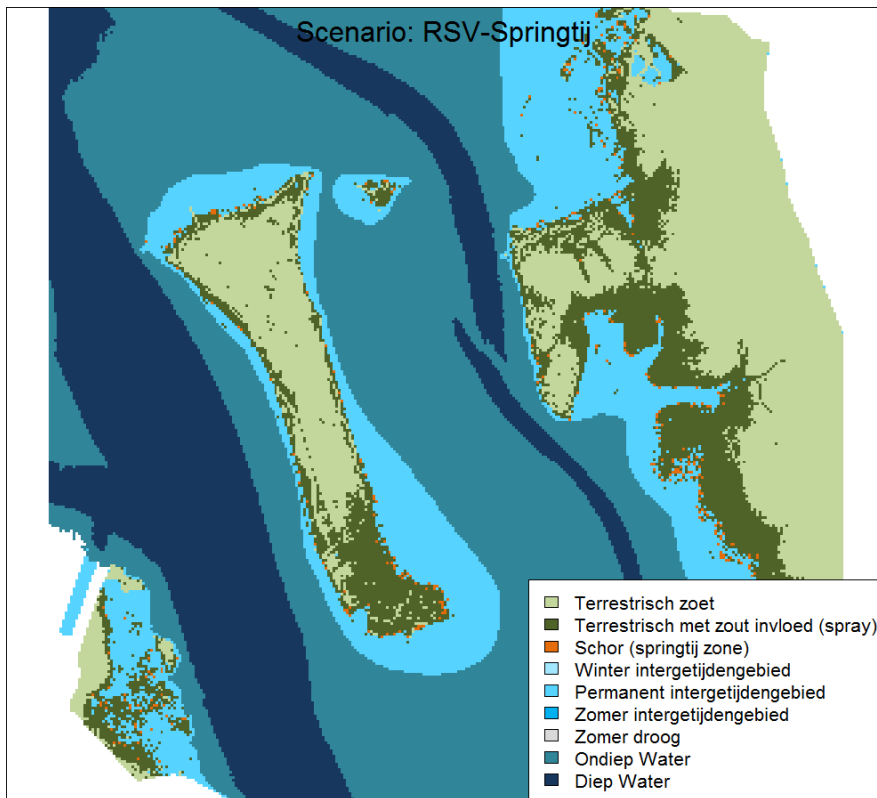 Scenario: RSV-Springtij
Terrestrisch zoet
Terrestrisch met zout invloed (spray)
Schor (springtij zone)
Winter intergetijdengebied
Permanent intergetijdengebied
Zomer intergetijdengebied
Zomer droog
Ondiep Water
Diep Water